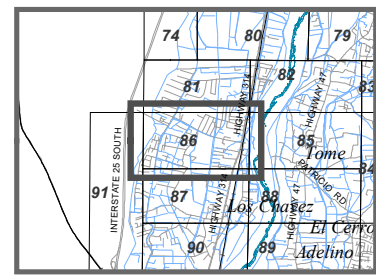 74
80
79
81
82
83
HIGHWAY 314
HIGHWAY 47
INTERSTATE 25 SOUTH
86
85
Tome
84
PATRICIO RD
91
87
HIGHWAY 314
88
HIGHWAY 47
Los Chavez
El Cerro
90
89
Adelino